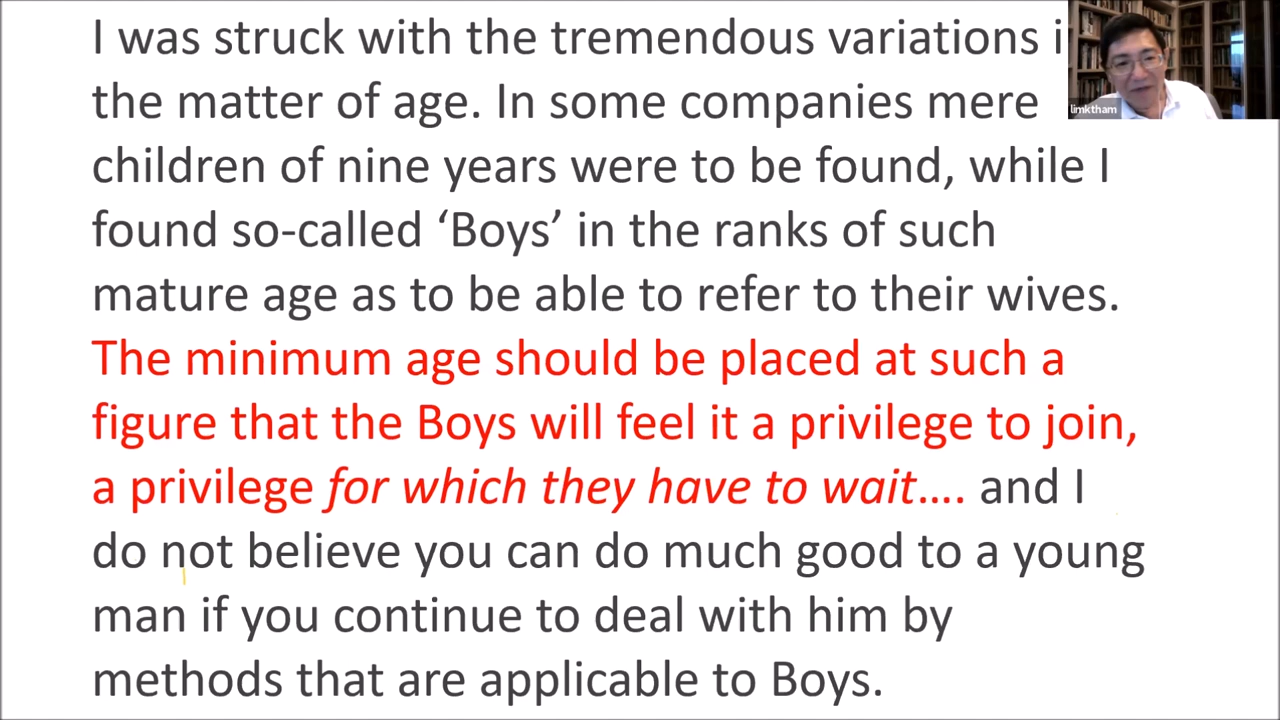 I was struck with the tremendous variations
the matter of age. In some companies mere
children of nine years were to be found, while I
found so-called ‘Boys’ in the ranks of such
mature age as to be able to refer to their wives.
The minimum age should be placed at such a
figure that the Boys will feel it a privilege to join,
a privilege for which they have to wait…. and I
do not believe you can do much good to a young
man if you continue to deal with him by
methods that are applicable to Boys.
limktham